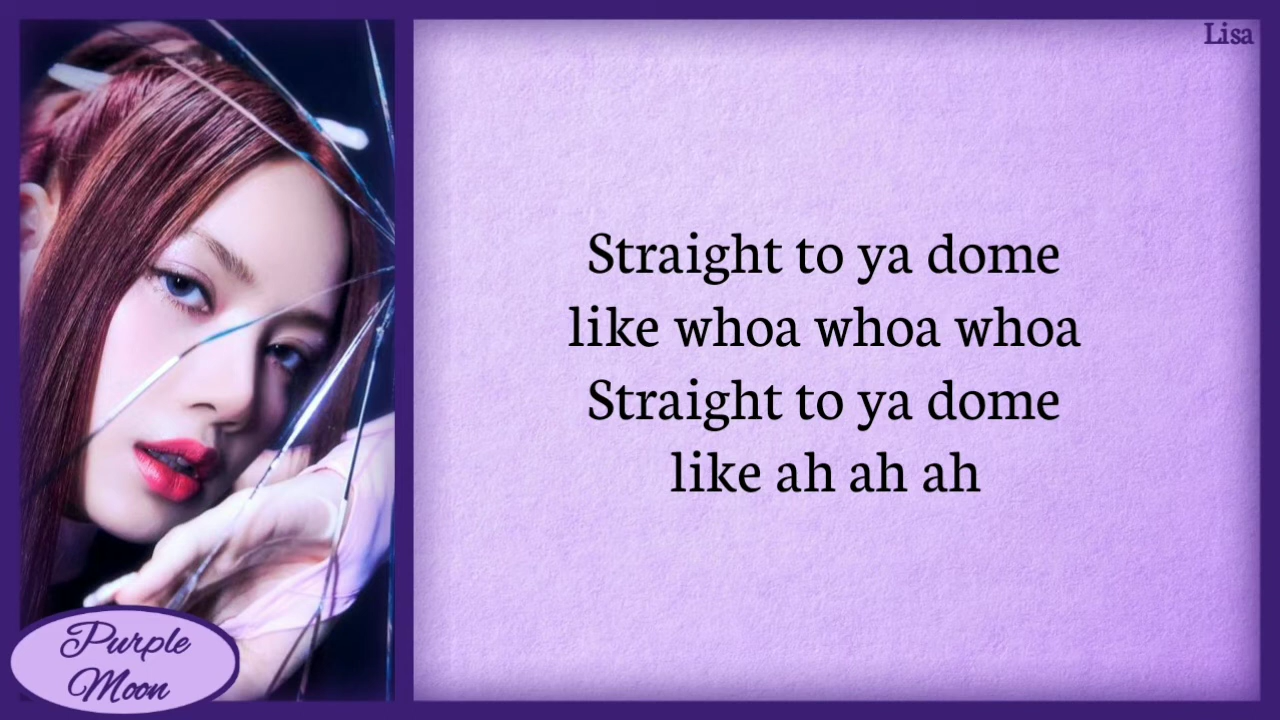 Lisa
Straight to ya dome
like whoa whoa whoa
Straight to ya dome
like ah ah ah
Purple
Moon